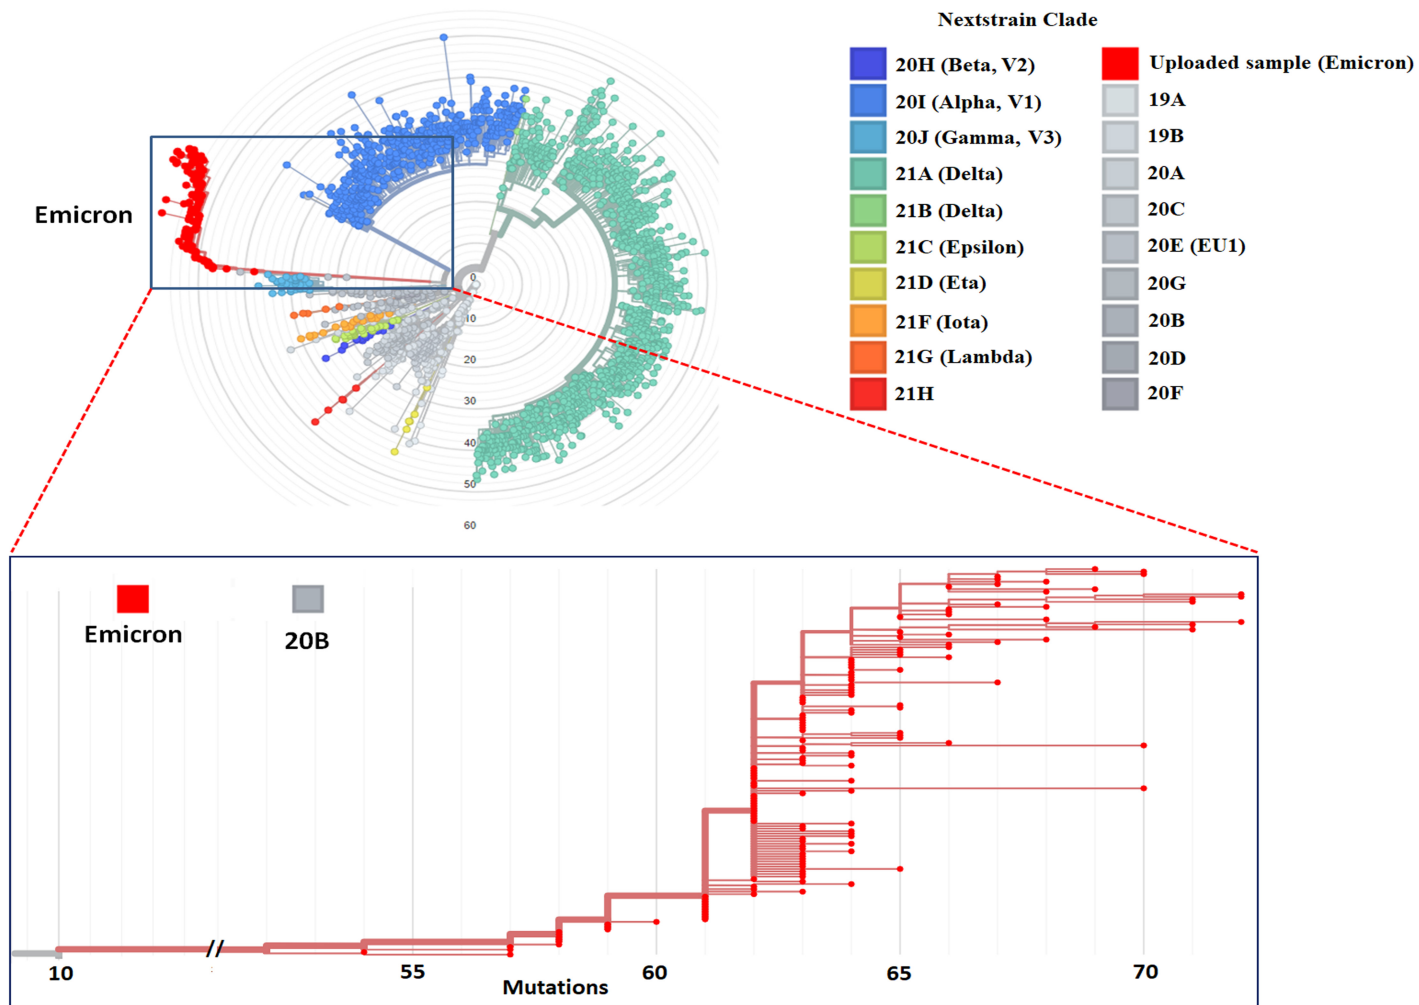 Nextstrain Clade
20H (Beta, V2)
20I (Alpha, V1)
20J (Gamma, V3)
21A (Delta)
21B (Delta)
21C (Epsilon)
21D (Eta)
21F (Iota)
21G (Lambda)
21H
Uploaded sample (Emicron)
19A
19B
20A
20C
20E (EU1)
20G
20B
20D
20F
Emicron
0
10
20
30
40
50
60
Emicron
20B
//
10
55
60
65
70
Mutations